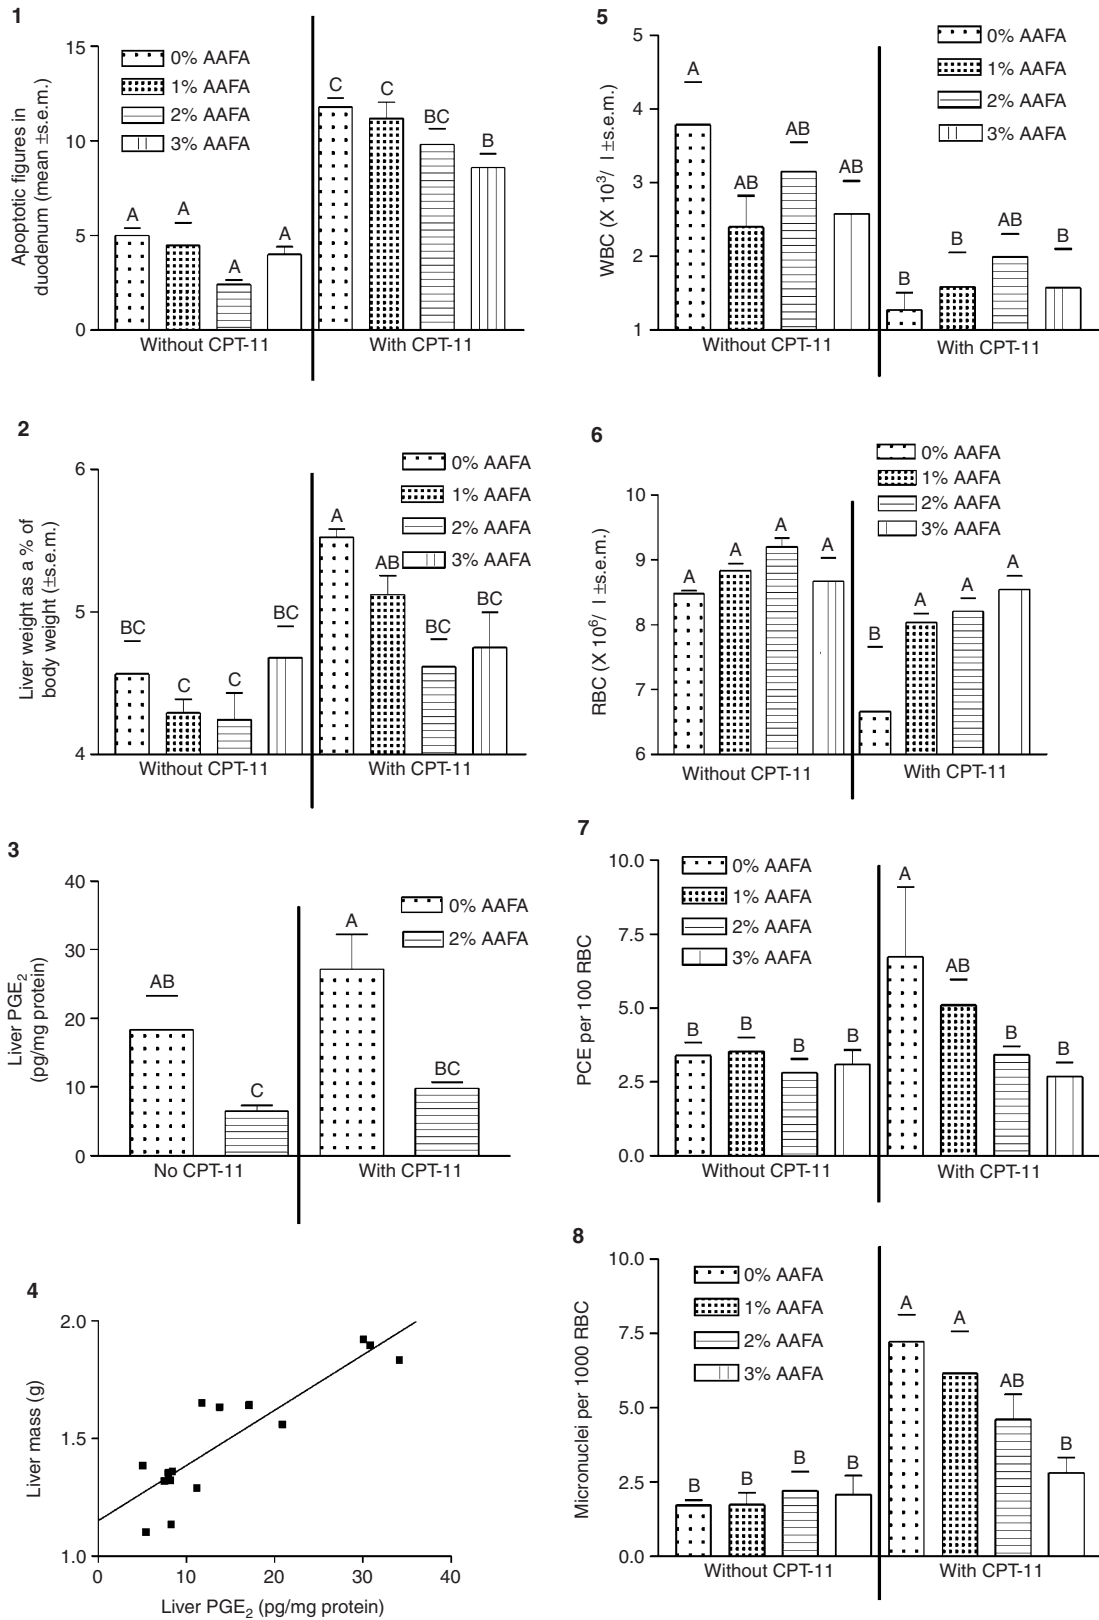 1
Apoptotic figures in
duodenum (mean ±s.e.m.)
15
10
5
0
0% AAFA
1% AAFA
2% AAFA
3% AAFA
A
A
A
A
C
C
BC
B
Without CPT-11
With CPT-11
2
Liver weight as a % of
body weight (±s.e.m.)
6
5
4
0% AAFA
1% AAFA
2% AAFA
3% AAFA
BC
C
C
BC
A
AB
BC
BC
Without CPT-11
With CPT-11
3
Liver PGE₂
(pg/mg protein)
40
30
20
10
0
0% AAFA
2% AAFA
AB
C
A
BC
No CPT-11
With CPT-11
4
Liver mass (g)
2.0
1.5
1.0
0 10 20 30 40
Liver PGE₂ (pg/mg protein)
5
WBC (X 10³/ l ±s.e.m.)
5
4
3
2
1
0% AAFA
1% AAFA
2% AAFA
3% AAFA
A
AB
AB
AB
B
B
AB
B
Without CPT-11
With CPT-11
6
RBC (X 10⁶/ l ±s.e.m.)
10
9
8
7
6
0% AAFA
1% AAFA
2% AAFA
3% AAFA
A
A
A
A
B
A
A
A
Without CPT-11
With CPT-11
7
PCE per 100 RBC
10.0
7.5
5.0
2.5
0.0
0% AAFA
1% AAFA
2% AAFA
3% AAFA
B
B
B
B
A
AB
B
B
Without CPT-11
With CPT-11
8
Micronuclei per 1000 RBC
10.0
7.5
5.0
2.5
0.0
0% AAFA
1% AAFA
2% AAFA
3% AAFA
B
B
B
B
A
A
AB
B
Without CPT-11
With CPT-11